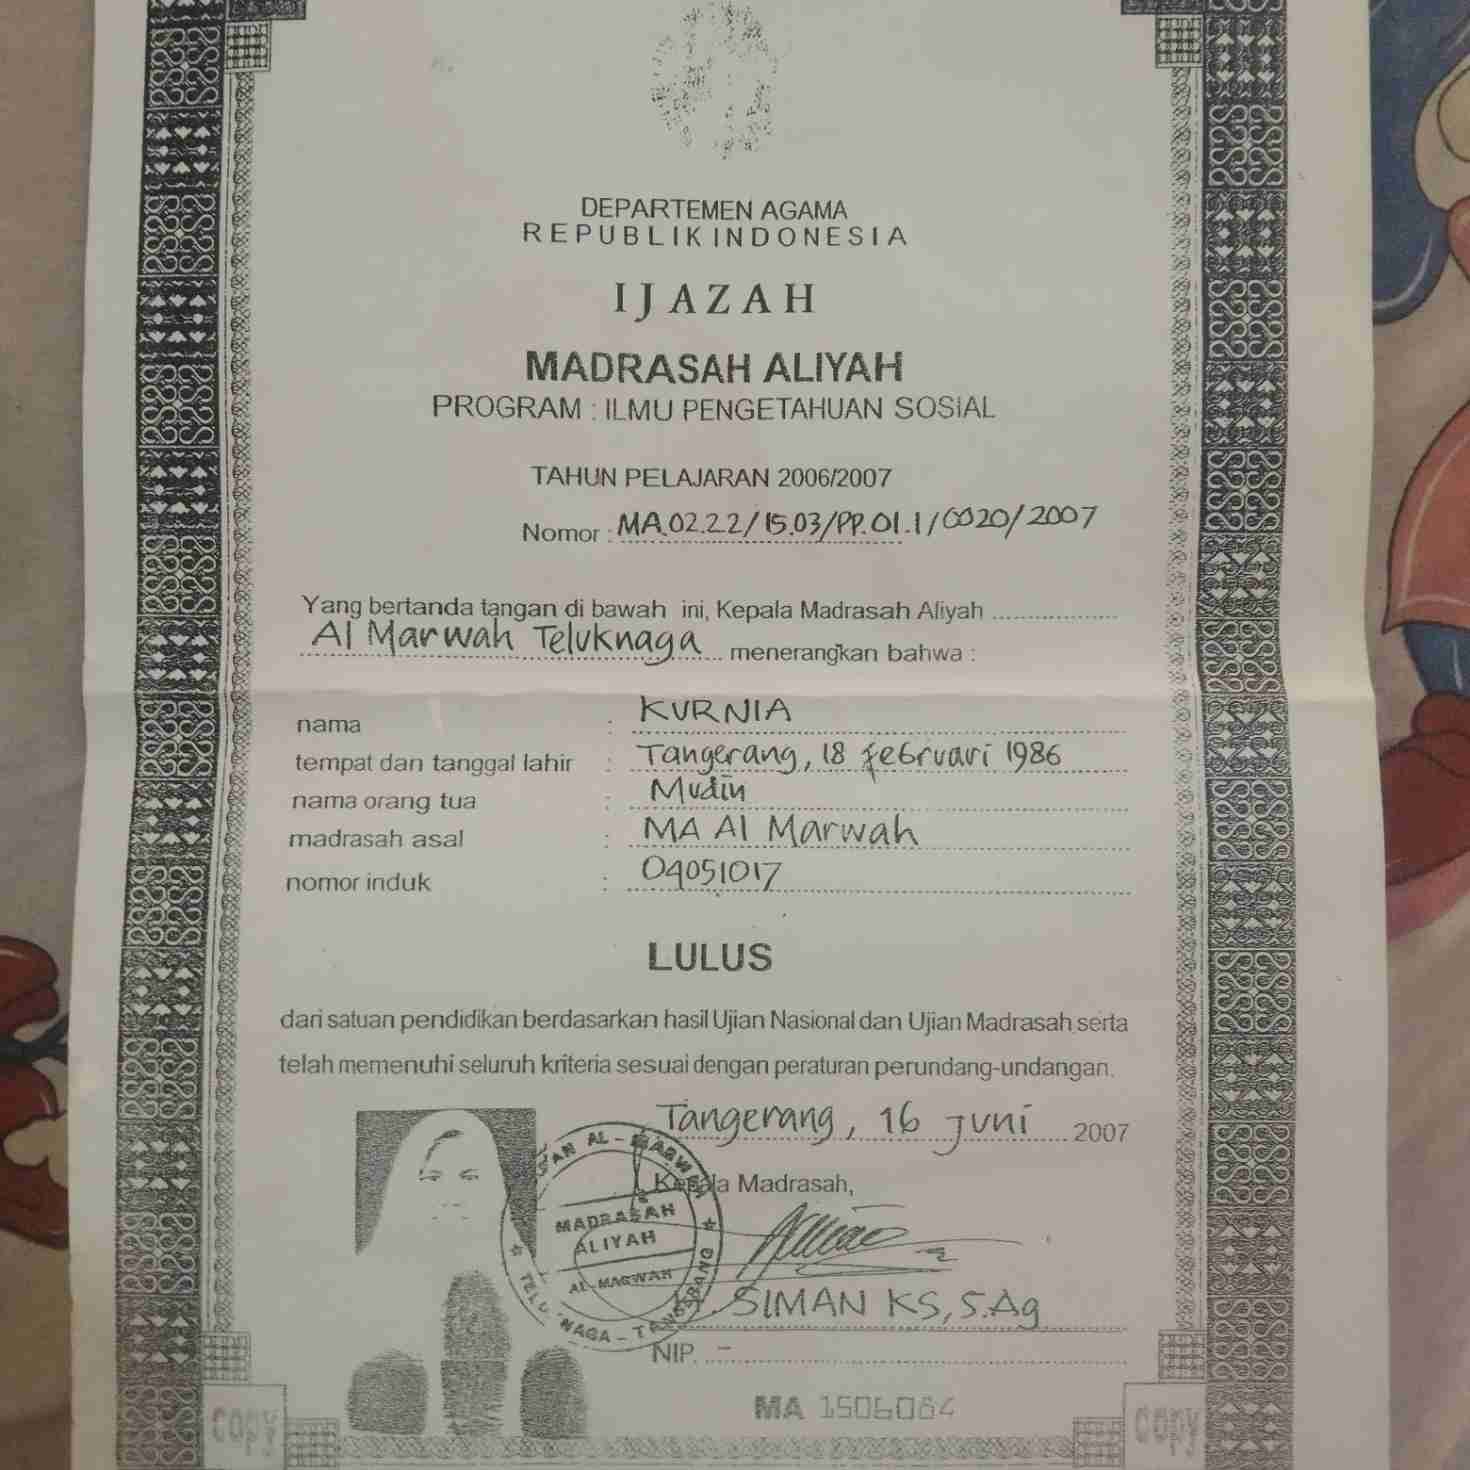 DEPARTEMEN AGAMA
REPUBLIK INDONESIA
IJAZAH
MADRASAH ALIYAH
PROGRAM : ILMU PENGETAHUAN SOSIAL
TAHUN PELAJARAN 2006/2007
Nomor : MA.02.22/15.03/PP.01.1/0020/2007
Yang bertanda tangan di bawah ini, Kepala Madrasah Aliyah
Al Marwah Teluknaga menerangkan bahwa :
nama : KURNIA
tempat dan tanggal lahir : Tangerang, 18 Februari 1986
nama orang tua : Mudin
madrasah asal : MA Al Marwah
nomor induk : 04051017
LULUS
dari satuan pendidikan berdasarkan hasil Ujian Nasional dan Ujian Madrasah serta
telah memenuhi seluruh kriteria sesuai dengan peraturan perundang-undangan.
Tangerang, 16 Juni 2007
Kepala Madrasah,
MADRASAH
ALIYAH
AL-MARWAH
SIMAN KS, S.Ag
NIP. -
MA 1506064
copy
copy